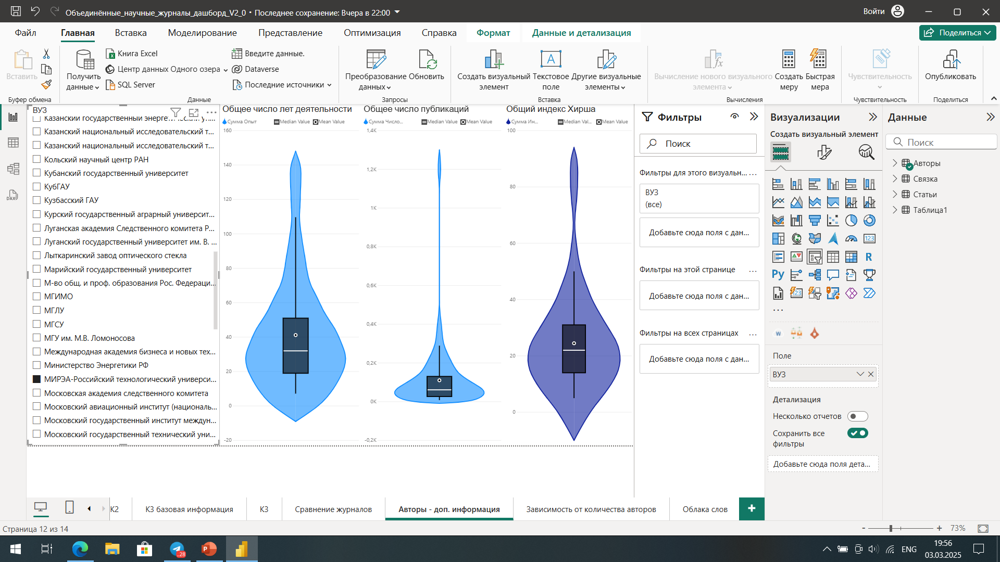 Объединённые_научные_журналы_дашборд_V2_0 • Последнее сохранение: Вчера в 22:00
Войти
Файл
Главная
Вставка
Моделирование
Представление
Оптимизация
Справка
Формат
Данные и детализация
Поделиться
Вставить
Буфер обмена
Получить данные
Книга Excel
Центр данных Одного озера
SQL Server
Введите данные.
Dataverse
Последние источники
Данные
Преобразование данных
Обновить
Запросы
Создать визуальный элемент
Текстовое поле
Другие визуальные элементы
Вставка
Вычисление нового визуального элемента
Создать меру
Быстрая мера
Вычисления
Чувствительность
Чувствительность
Опубликовать
Поделиться
ВУЗ
Казанский национальный исследовательский т...
Казанский национальный исследовательский т...
Кольский научный центр РАН
Кубанский государственный университет
КубГАУ
Кузбасский ГАУ
Курский государственный аграрный университ...
Луганская академия Следственного комитета Р...
Луганский государственный университет им. В. ...
Лыткаринский завод оптического стекла
Марийский государственный университет
М-во общ. и проф. образования Рос. Федераци...
МГИМО
МГЛУ
МГСУ
МГУ им. М.В. Ломоносова
Международная академия бизнеса и новых тех...
Министерство Энергетики РФ
МИРЭА-Российский технологический универси...
Московская академия следственного комитета
Московский авиационный институт (националь...
Московский государственный институт междун...
Московский государственный технический уни...
Общее число лет деятельности
Сумма Опыт
Median Value
Mean Value
160
140
120
100
80
60
40
20
0
-20
Общее число публикаций
Сумма Число...
Median Value
Mean Value
1,4K
1,2K
1K
0,8K
0,6K
0,4K
0,2K
0K
-0,2K
Общий индекс Хирша
Сумма Ин...
Median Val...
Mean Value
100
80
60
40
20
0
Фильтры
Поиск
Фильтры для этого визуальн...
ВУЗ
(все)
Добавьте сюда поля с дан...
Фильтры на этой странице
Добавьте сюда поля с дан...
Фильтры на всех страницах
Добавьте сюда поля с дан...
Визуализации
Создать визуальный элемент
123
R
Py
123
W
Поле
ВУЗ
Детализация
Несколько отчетов
Сохранить все фильтры
Добавьте сюда поля дета...
Данные
Поиск
Авторы
Связка
Статьи
Таблица1
DAX
К2
К3 базовая информация
К3
Сравнение журналов
Авторы - доп. информация
Зависимость от количества авторов
Облака слов
+
Страница 12 из 14
- + 73%
..28
P
ENG
19:56
03.03.2025